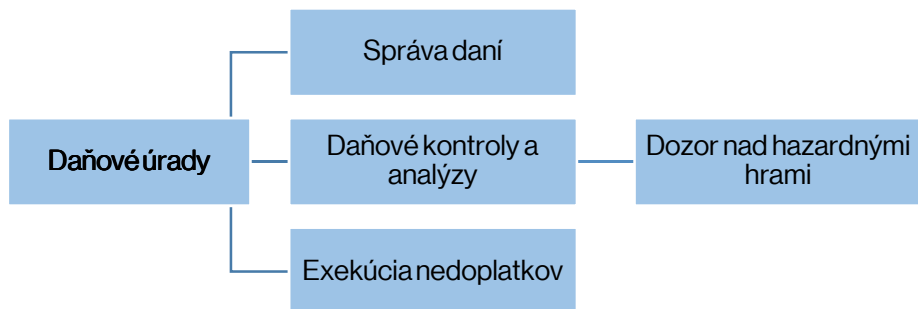 Správa daní
Daňové úrady
Daňové kontroly a
analýzy
Dozor nad hazardnými
hrami
Exekúcia nedoplatkov